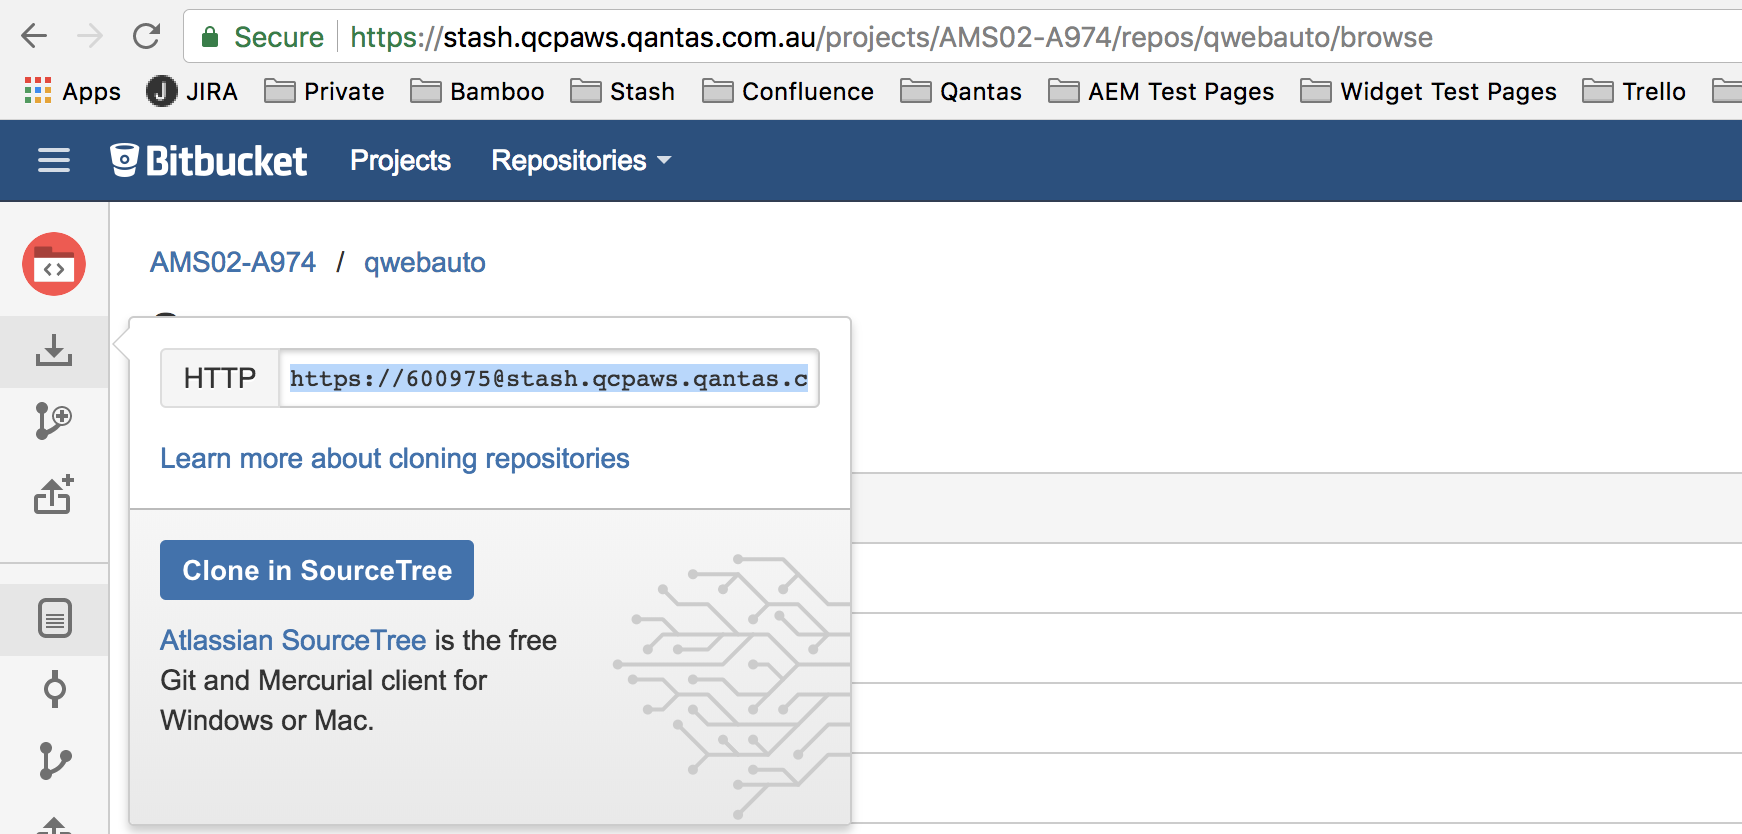 Secure https://stash.qcpaws.qantas.com.au/projects/AMS02-A974/repos/qwebauto/browse
Apps J JIRA Private Bamboo Stash Confluence Qantas AEM Test Pages Widget Test Pages Trello
Bitbucket Projects Repositories
AMS02-A974 / qwebauto
HTTP https://600975@stash.qcpaws.qantas.c
Learn more about cloning repositories
Clone in SourceTree
Atlassian SourceTree is the free
Git and Mercurial client for
Windows or Mac.